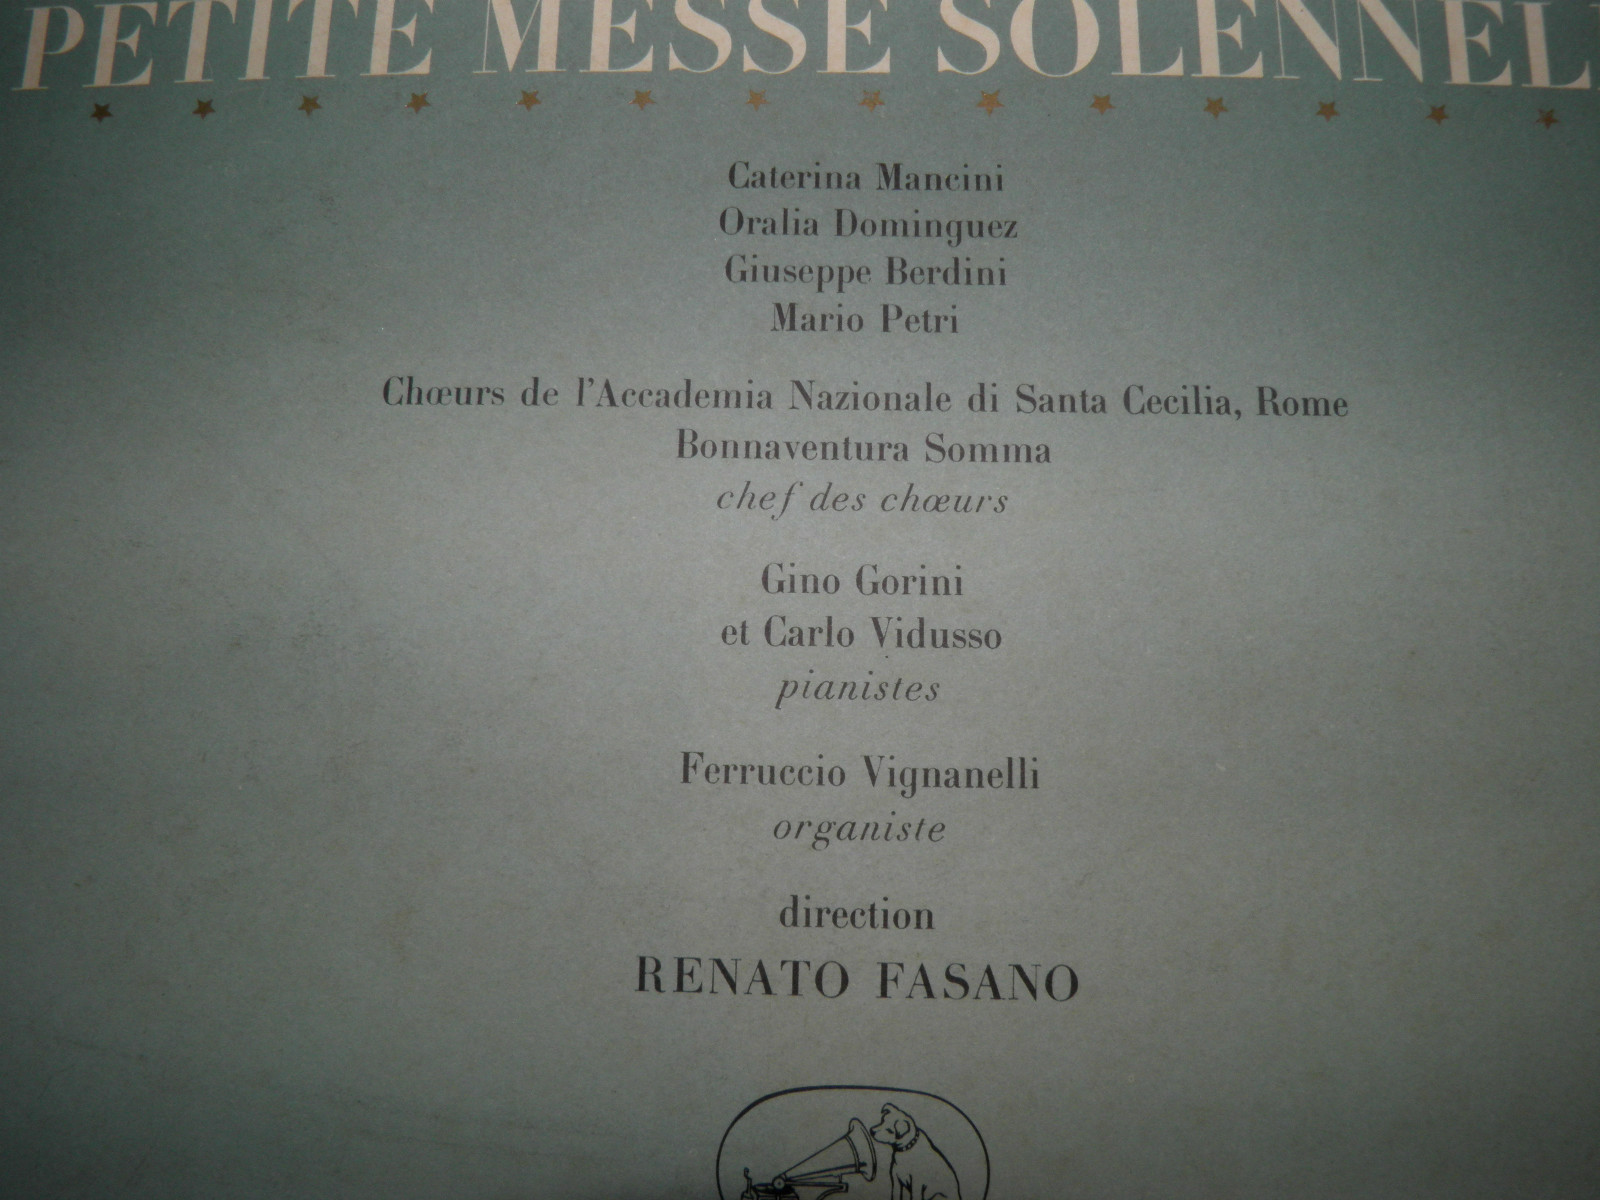 PETITE MESSE SOLENNEL
Caterina Mancini
Oralia Dominguez
Giuseppe Berdini
Mario Petri
Chœurs de l'Accademia Nazionale di Santa Cecilia, Rome
Bonnaventura Somma
chef des chœurs
Gino Gorini
et Carlo Vidusso
pianistes
Ferruccio Vignanelli
organiste
direction
RENATO FASANO